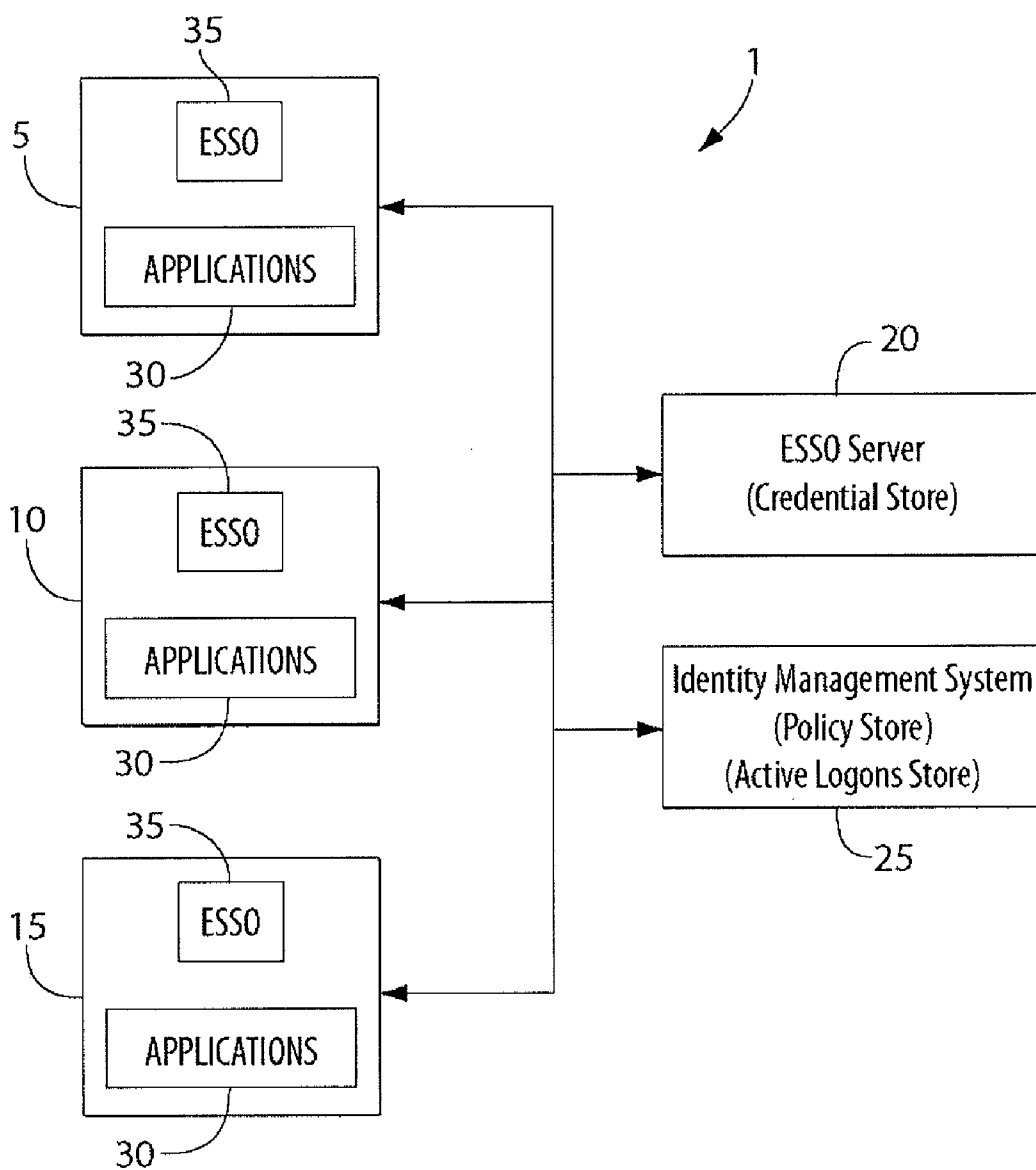 35
1
5
ESSO
APPLICATIONS
30
20
35
ESSO Server
(Credential Store)
10
ESSO
APPLICATIONS
Identity Management System
(Policy Store)
(Active Logons Store)
30
25
35
15
ESSO
APPLICATIONS
30